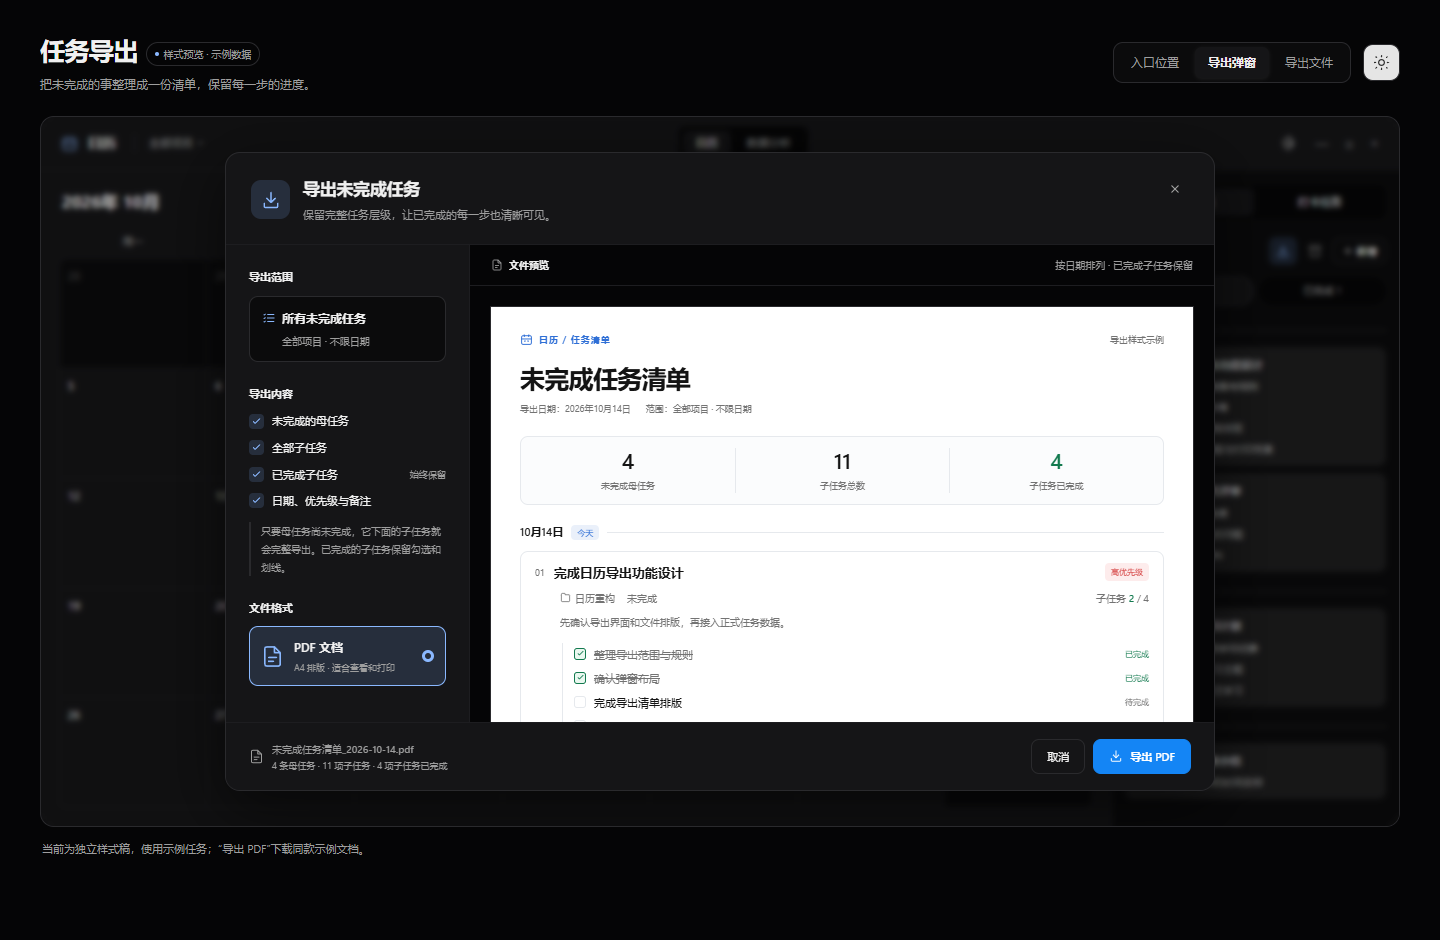 任务导出
样式预览 · 示例数据
把未完成的事整理成一份清单，保留每一步的进度。
入口位置
导出弹窗
导出文件
2026年 10月
导出未完成任务
保留完整任务层级，让已完成的每一步也清晰可见。
导出范围
所有未完成任务
全部项目 · 不限日期
导出内容
未完成的母任务
全部子任务
已完成子任务
始终保留
日期、优先级与备注
只要母任务尚未完成，它下面的子任务就
会完整导出。已完成的子任务保留勾选和
划线。
文件格式
PDF 文档
A4 排版 · 适合查看和打印
文件预览
按日期排列 · 已完成子任务保留
日历 / 任务清单
导出样式示例
未完成任务清单
导出日期：2026年10月14日
范围：全部项目 · 不限日期
4
未完成母任务
11
子任务总数
4
子任务已完成
10月14日
今天
01
完成日历导出功能设计
高优先级
日历重构
未完成
子任务 2 / 4
先确认导出界面和文件排版，再接入正式任务数据。
整理导出范围与规则
已完成
确认弹窗布局
已完成
完成导出清单排版
待完成
未完成任务清单_2026-10-14.pdf
4 条母任务 · 11 项子任务 · 4 项子任务已完成
取消
导出 PDF
当前为独立样式稿，使用示例任务；“导出 PDF”下载同款示例文档。